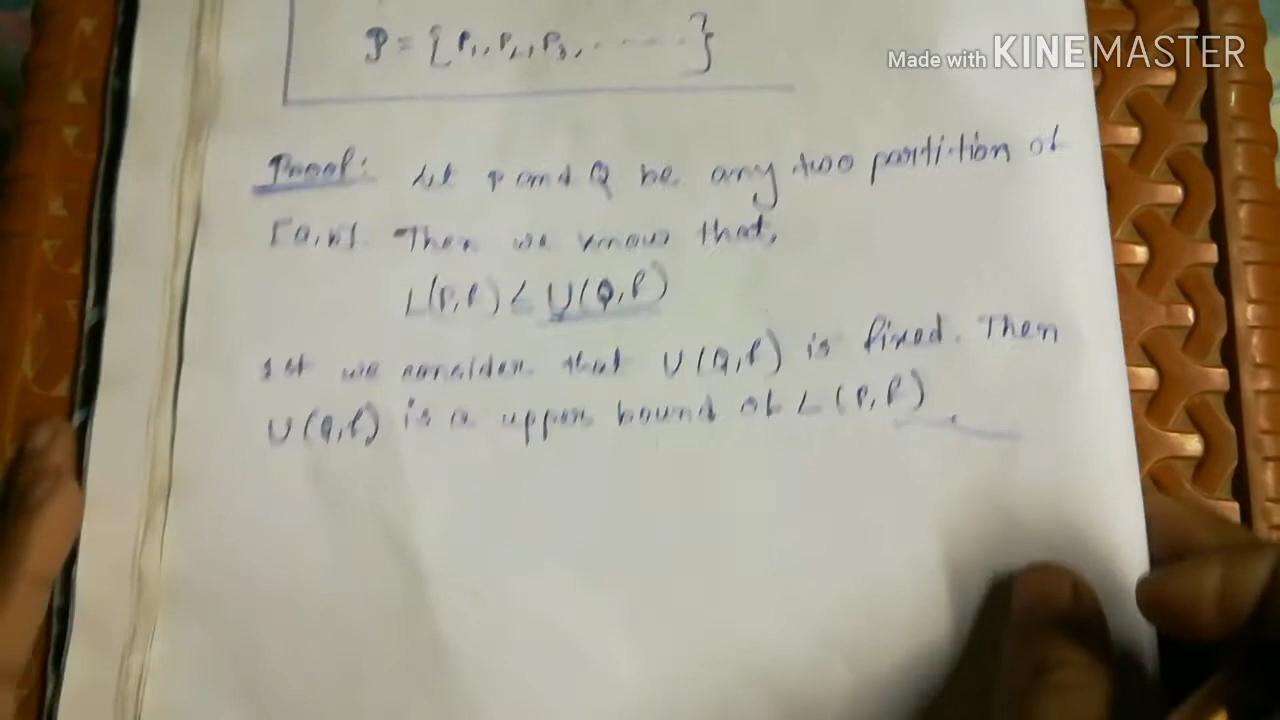 Made with KINEMASTER
P = {P₁, P₂, P₃, ........}
Proof: Let P and Q be any two partition of
[a,b]. Then we know that,
L(P,f) < U(Q,f)
1st we consider that U(Q,f) is fixed. Then
U(Q,f) is a upper bound of L(P,f)